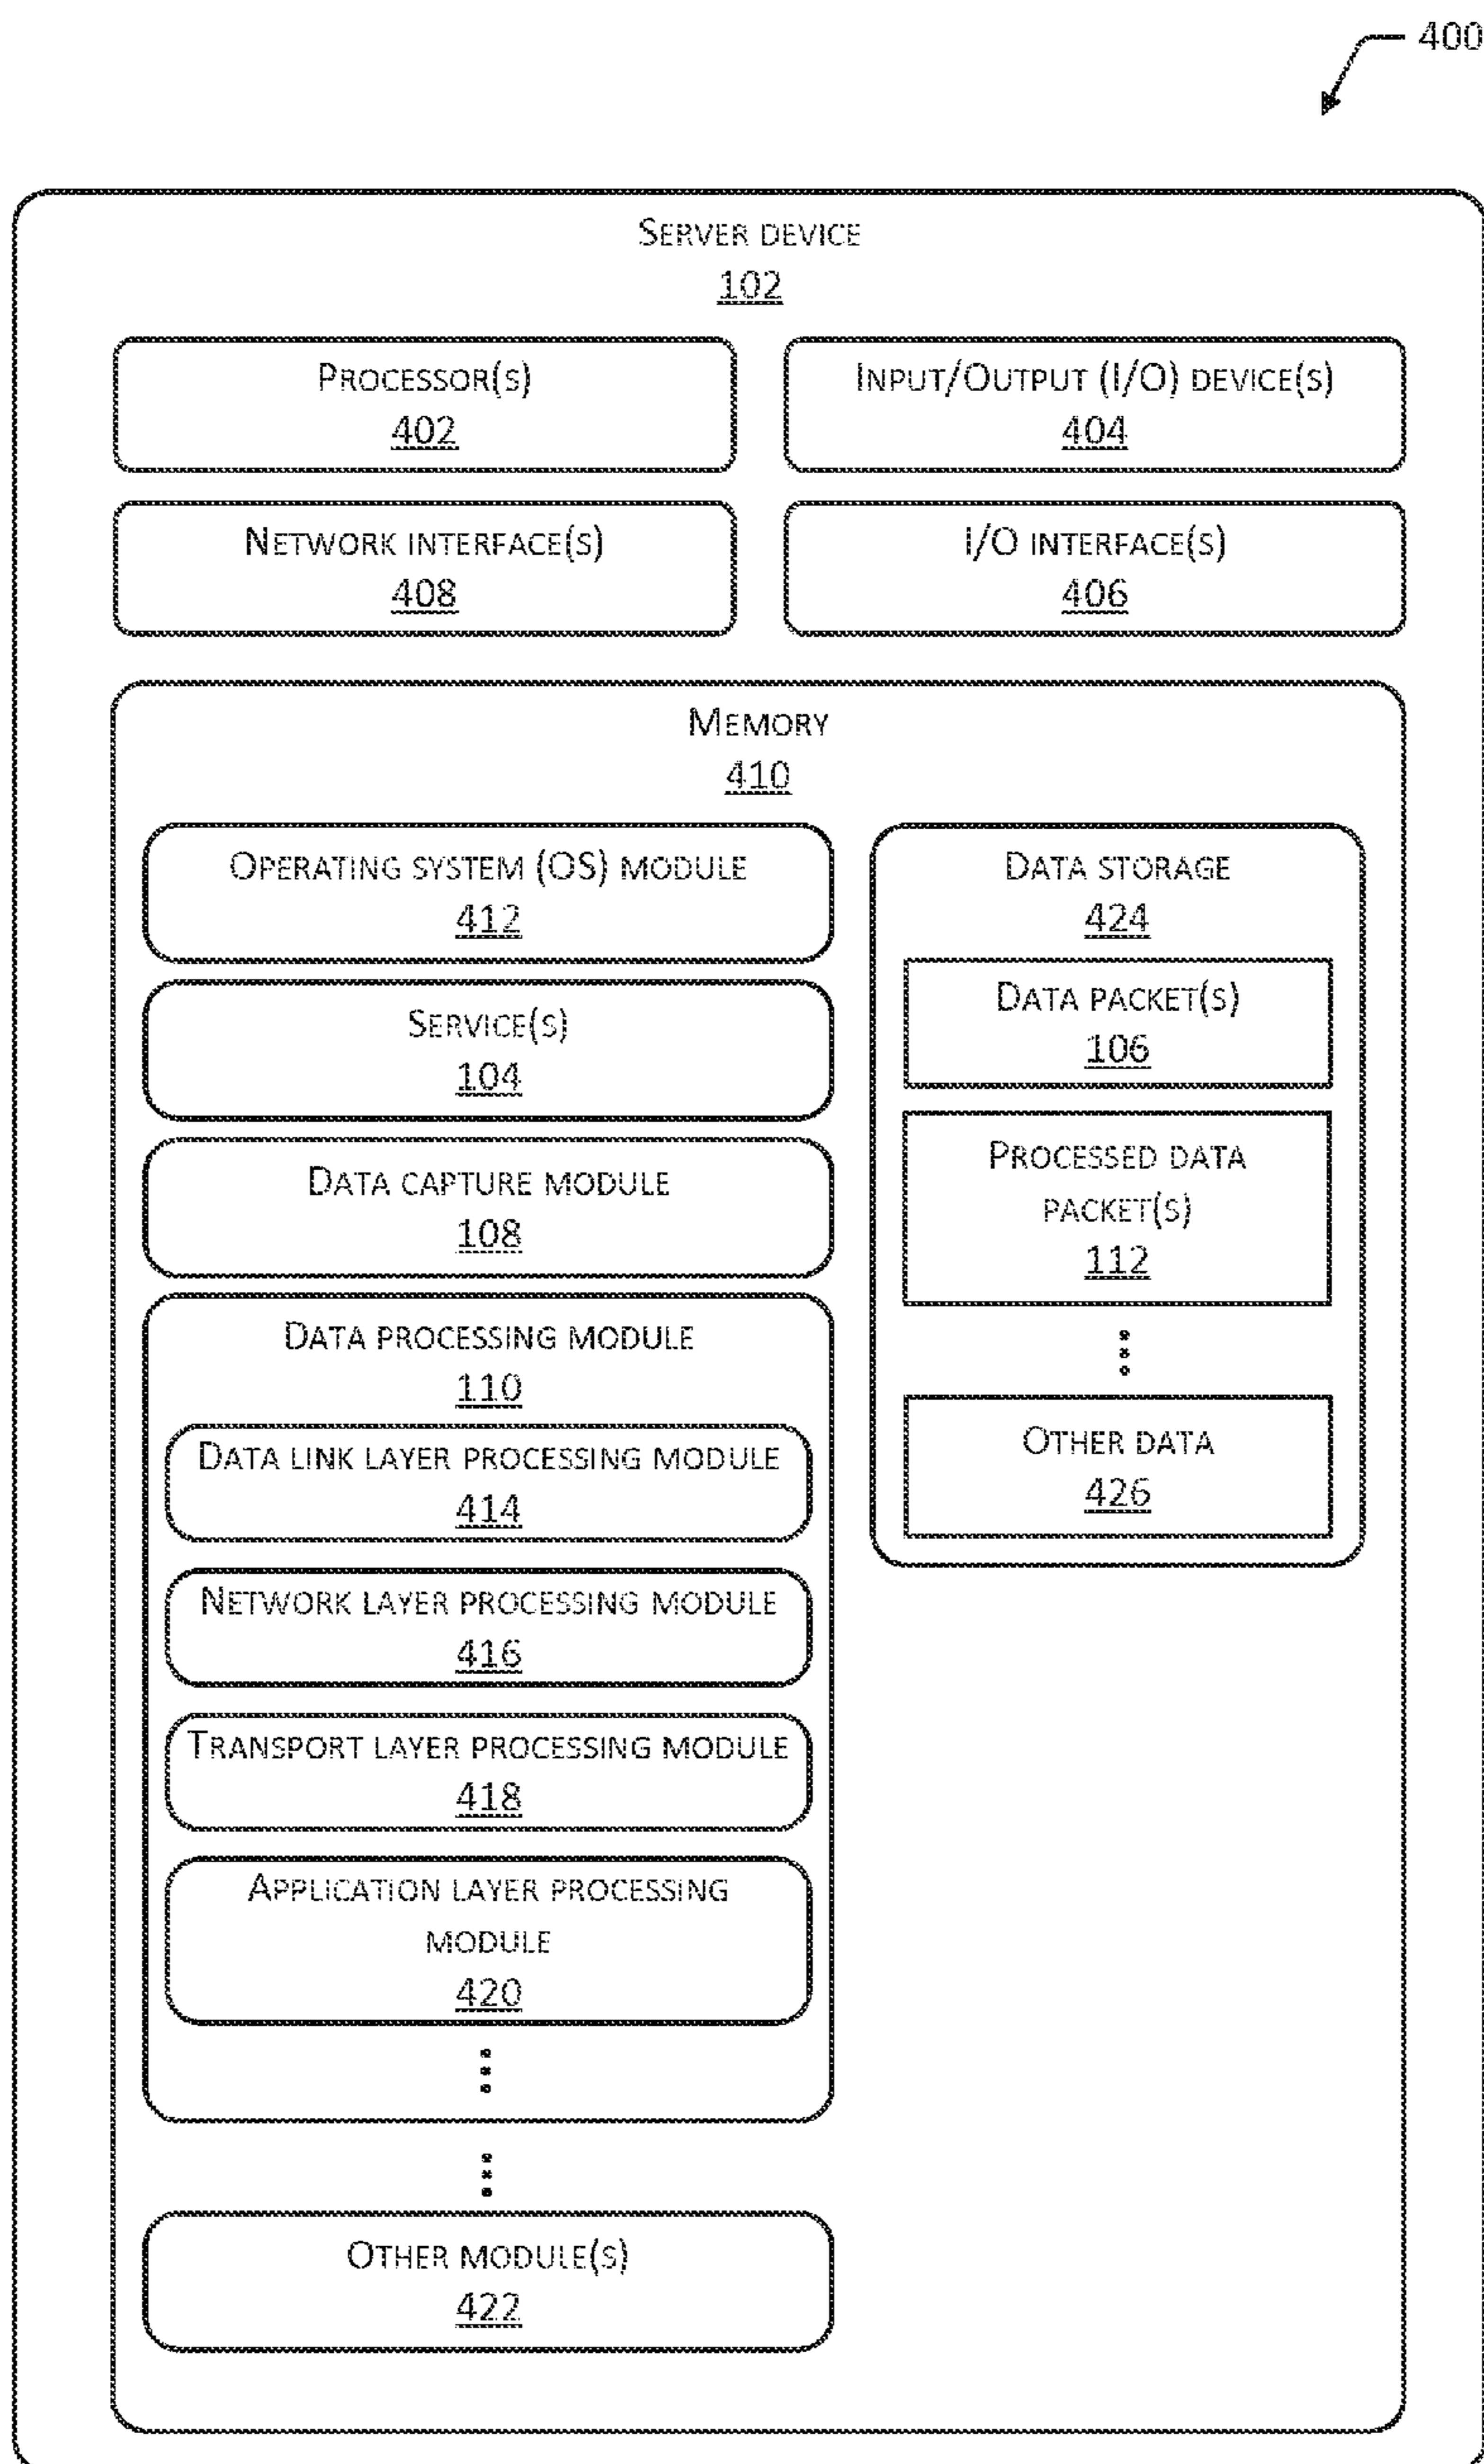 400
SERVER DEVICE
102
PROCESSOR(S)
402
INPUT/OUTPUT (I/O) DEVICE(S)
404
NETWORK INTERFACE(S)
408
I/O INTERFACE(S)
406
MEMORY
410
OPERATING SYSTEM (OS) MODULE
412
SERVICE(S)
104
DATA CAPTURE MODULE
108
DATA PROCESSING MODULE
110
DATA LINK LAYER PROCESSING MODULE
414
NETWORK LAYER PROCESSING MODULE
416
TRANSPORT LAYER PROCESSING MODULE
418
APPLICATION LAYER PROCESSING
MODULE
420
OTHER MODULE(S)
422
DATA STORAGE
424
DATA PACKET(S)
106
PROCESSED DATA
PACKET(S)
112
OTHER DATA
426